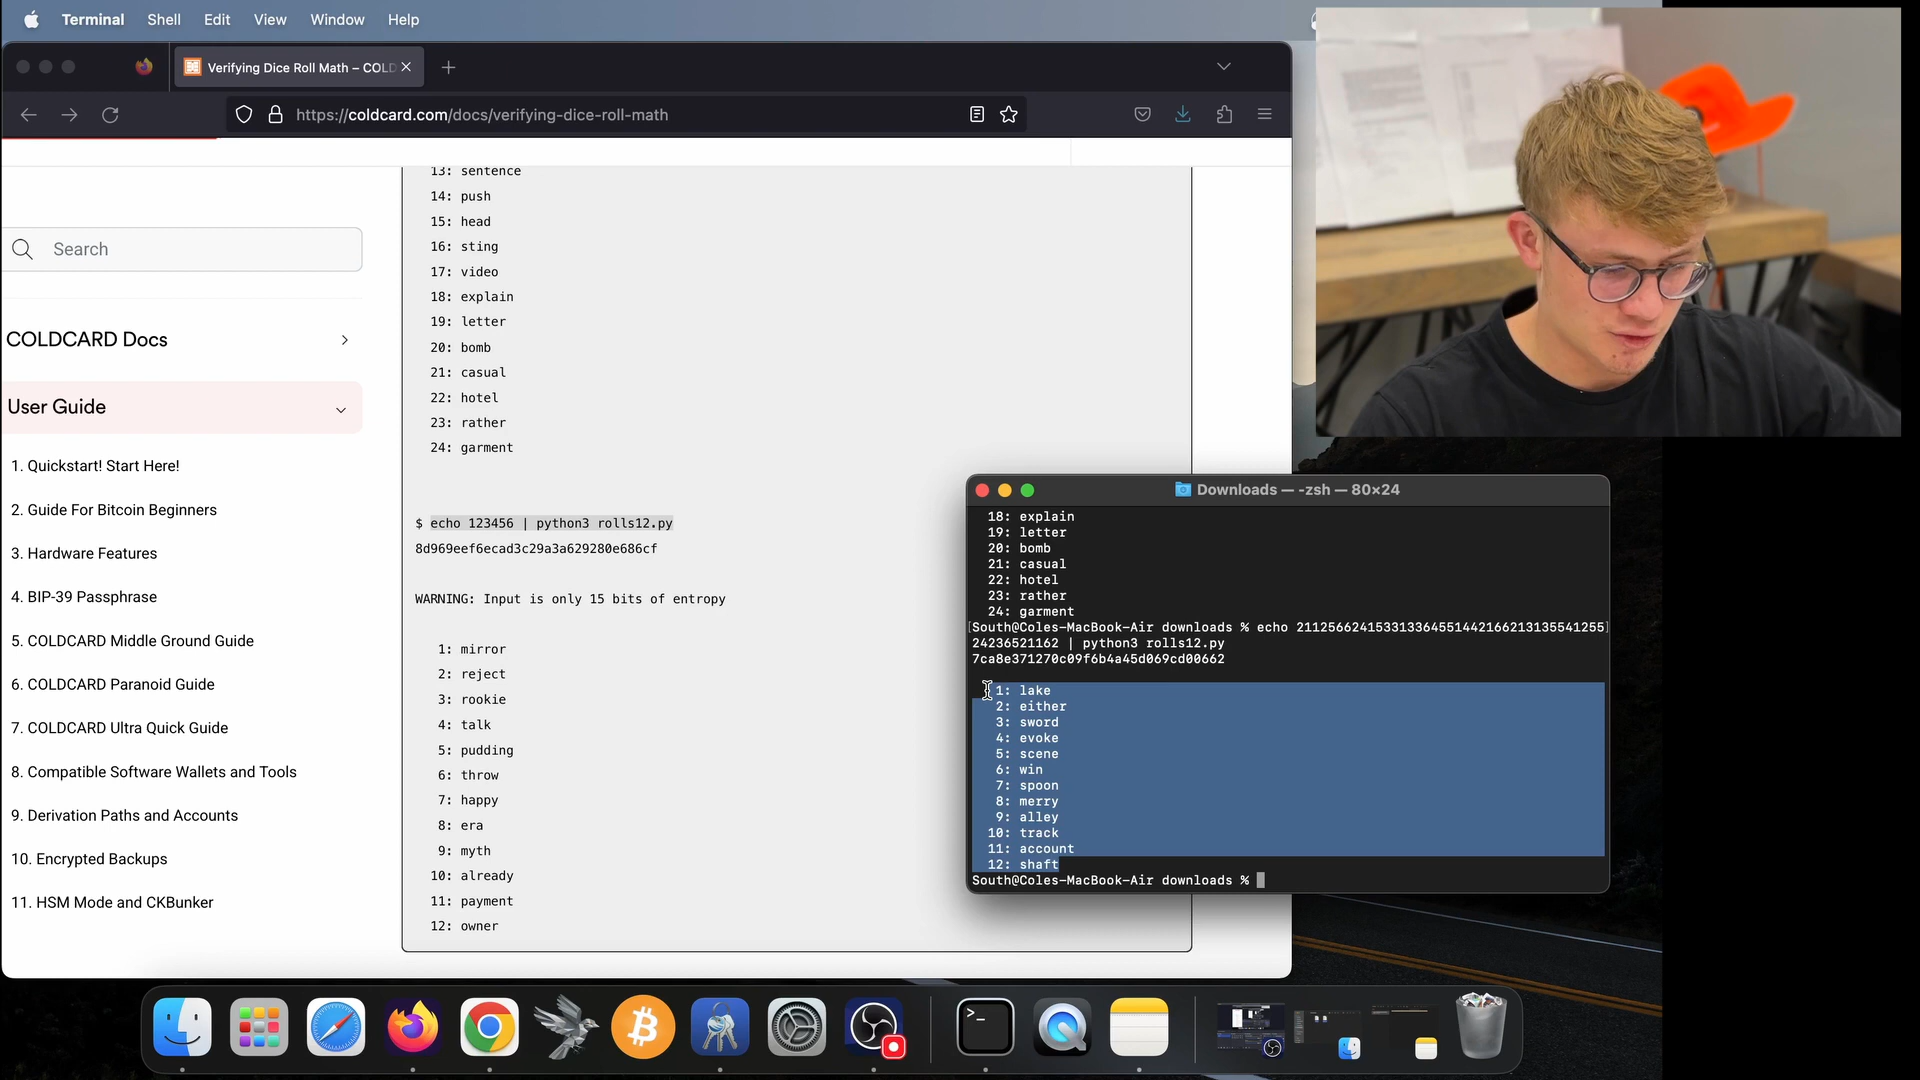 Terminal Shell Edit View Window Help
Verifying Dice Roll Math – COLD
https://coldcard.com/docs/verifying-dice-roll-math
Search
COLDCARD Docs
User Guide
1. Quickstart! Start Here!
2. Guide For Bitcoin Beginners
3. Hardware Features
4. BIP-39 Passphrase
5. COLDCARD Middle Ground Guide
6. COLDCARD Paranoid Guide
7. COLDCARD Ultra Quick Guide
8. Compatible Software Wallets and Tools
9. Derivation Paths and Accounts
10. Encrypted Backups
11. HSM Mode and CKBunker
13: sentence
14: push
15: head
16: sting
17: video
18: explain
19: letter
20: bomb
21: casual
22: hotel
23: rather
24: garment
$ echo 123456 | python3 rolls12.py
8d969eef6ecad3c29a3a629280e686cf
WARNING: Input is only 15 bits of entropy
1: mirror
2: reject
3: rookie
4: talk
5: pudding
6: throw
7: happy
8: era
9: myth
10: already
11: payment
12: owner
Downloads — -zsh — 80×24
18: explain
19: letter
20: bomb
21: casual
22: hotel
23: rather
24: garment
[South@Coles-MacBook-Air downloads % echo 211256624153313364551442166213135541255]
24236521162 | python3 rolls12.py
7ca8e371270c09f6b4a45d069cd00662
1: lake
2: either
3: sword
4: evoke
5: scene
6: win
7: spoon
8: merry
9: alley
10: track
11: account
12: shaft
South@Coles-MacBook-Air downloads %